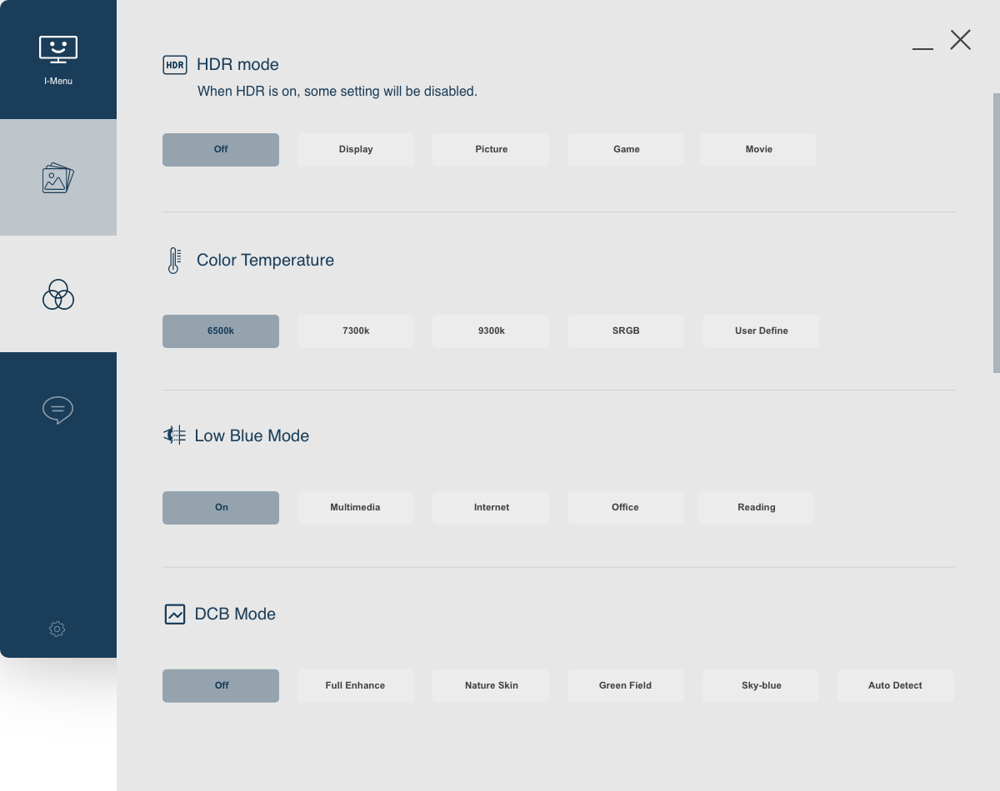 I-Menu
HDR HDR mode
When HDR is on, some setting will be disabled.
Off Display Picture Game Movie
Color Temperature
6500k 7300k 9300k SRGB User Define
Low Blue Mode
On Multimedia Internet Office Reading
DCB Mode
Off Full Enhance Nature Skin Green Field Sky-blue Auto Detect